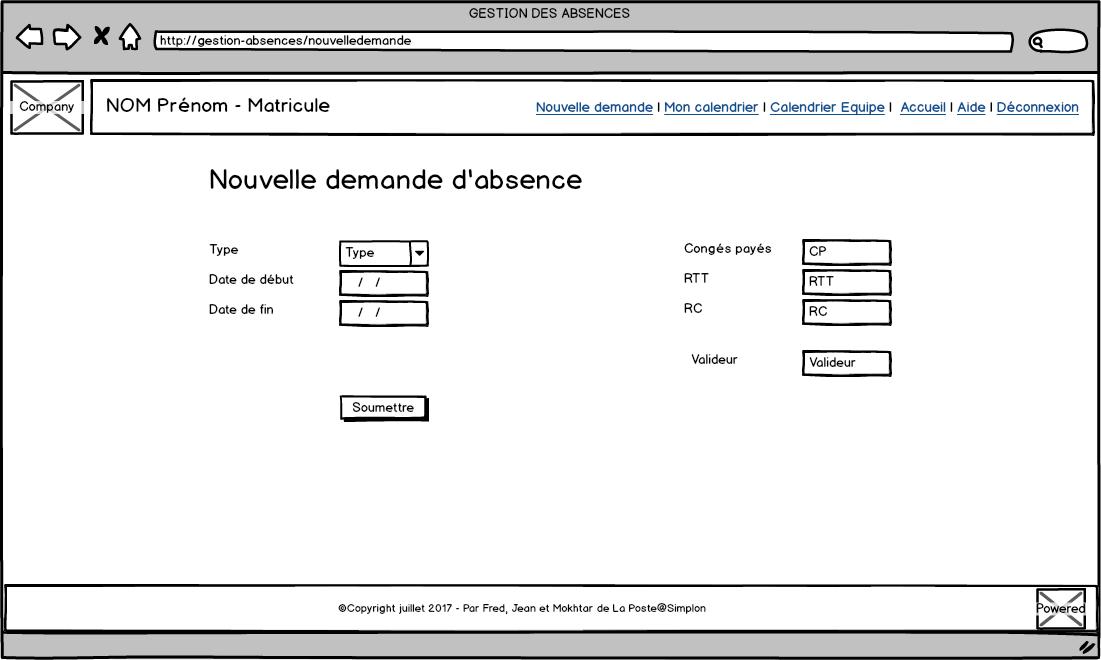 GESTION DES ABSENCES
http://gestion-absences/nouvelledemande
Company
NOM Prénom - Matricule
Nouvelle demande | Mon calendrier | Calendrier Equipe | Accueil | Aide | Déconnexion
Nouvelle demande d'absence
Type Type Congés payés CP
Date de début / / RTT RTT
Date de fin / / RC RC
Valideur Valideur
Soumettre
©Copyright juillet 2017 - Par Fred, Jean et Mokhtar de La Poste@Simplon
Powered